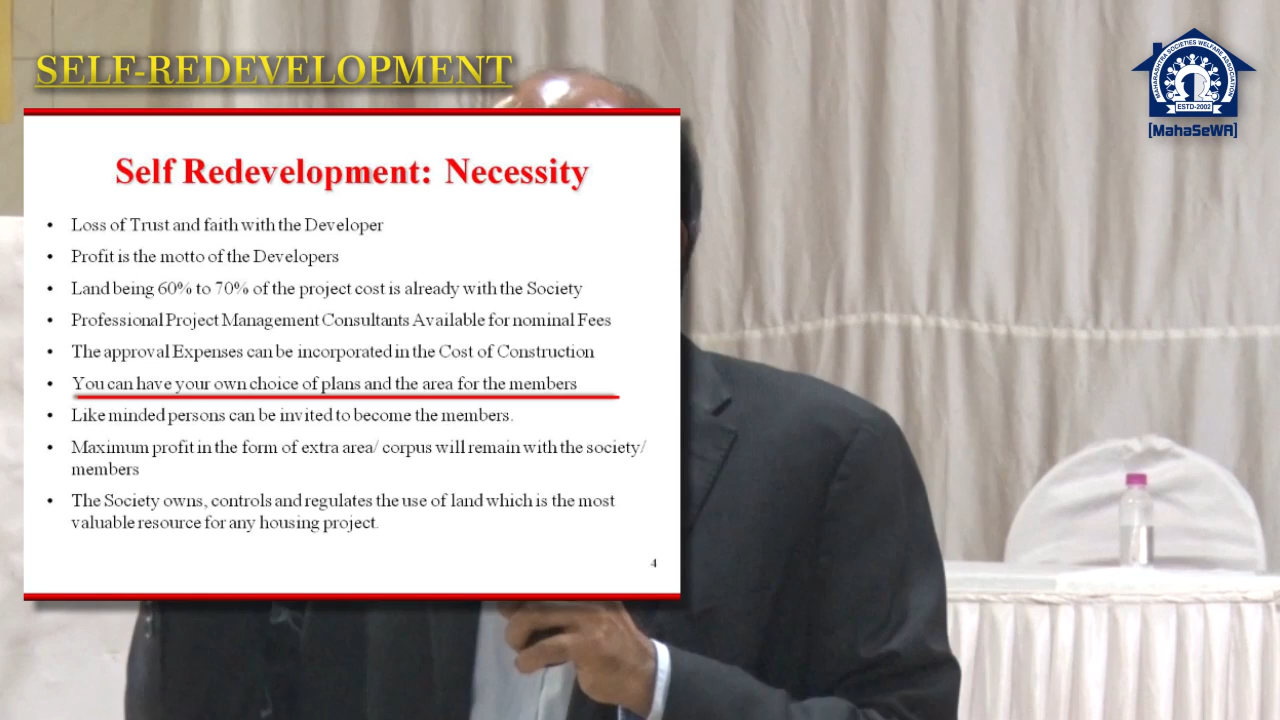 SELF-REDEVELOPMENT
MAHARASHTRA SOCIETIES WELFARE ASSOCIATION
ESTD-2002
[MahaSeWA]
Self Redevelopment: Necessity
• Loss of Trust and faith with the Developer
• Profit is the motto of the Developers
• Land being 60% to 70% of the project cost is already with the Society
• Professional Project Management Consultants Available for nominal Fees
• The approval Expenses can be incorporated in the Cost of Construction
• You can have your own choice of plans and the area for the members
• Like minded persons can be invited to become the members.
• Maximum profit in the form of extra area/ corpus will remain with the society/
members
• The Society owns, controls and regulates the use of land which is the most
valuable resource for any housing project.
4